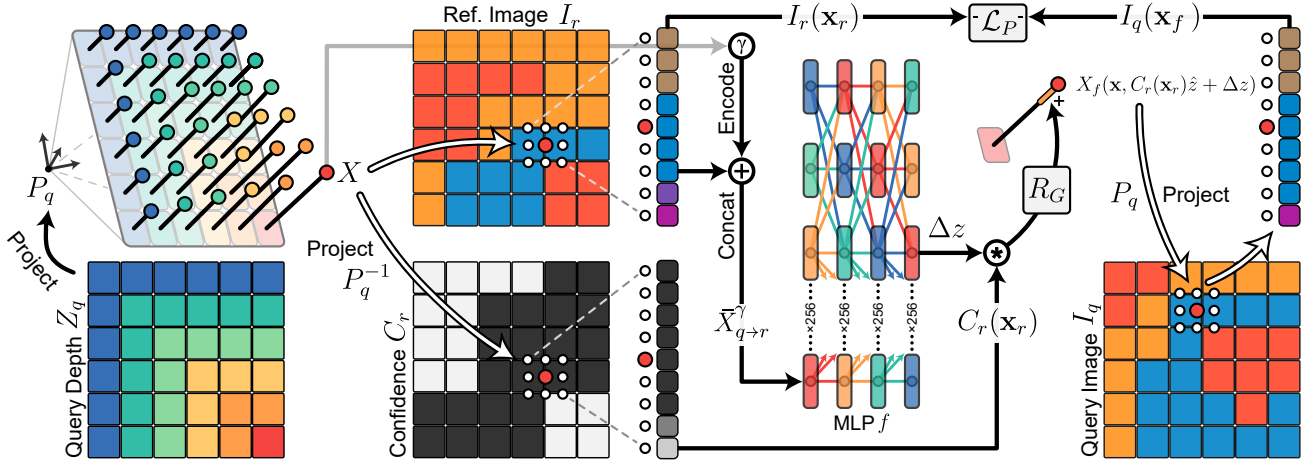 Ref. Image I_r
I_r(x_r)
-ℒ_P-
I_q(x_f)
γ
Encode
+
Concat
X_f(x, C_r(x_r)ẑ + Δz)
+
R_G
P_q
X
P_q
Project
Project
Project
P_q^{-1}
Δz
*
Query Depth Z_q
Confidence C_r
X̄^γ_{q→r}
×256
×256
×256
×256
C_r(x_r)
Query Image I_q
MLP f